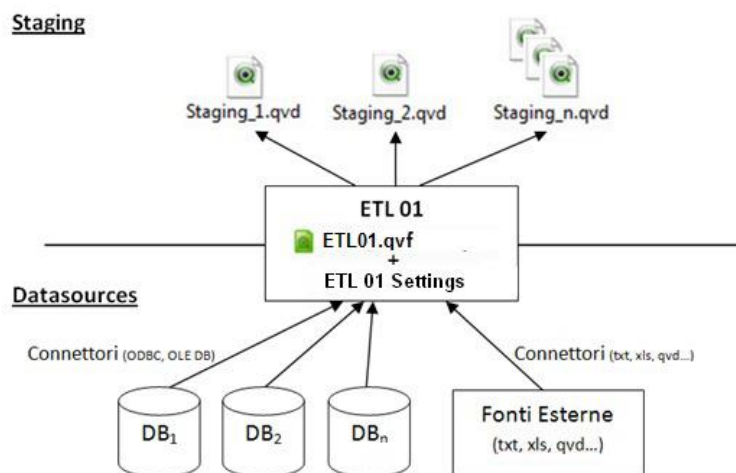 Staging
Staging_1.qvd
Staging_2.qvd
Staging_n.qvd
ETL 01
ETL01.qvf
+
ETL 01 Settings
Datasources
Connettori (ODBC, OLE DB)
Connettori (txt, xls, qvd...)
DB1
DB2
DBn
Fonti Esterne
(txt, xls, qvd...)